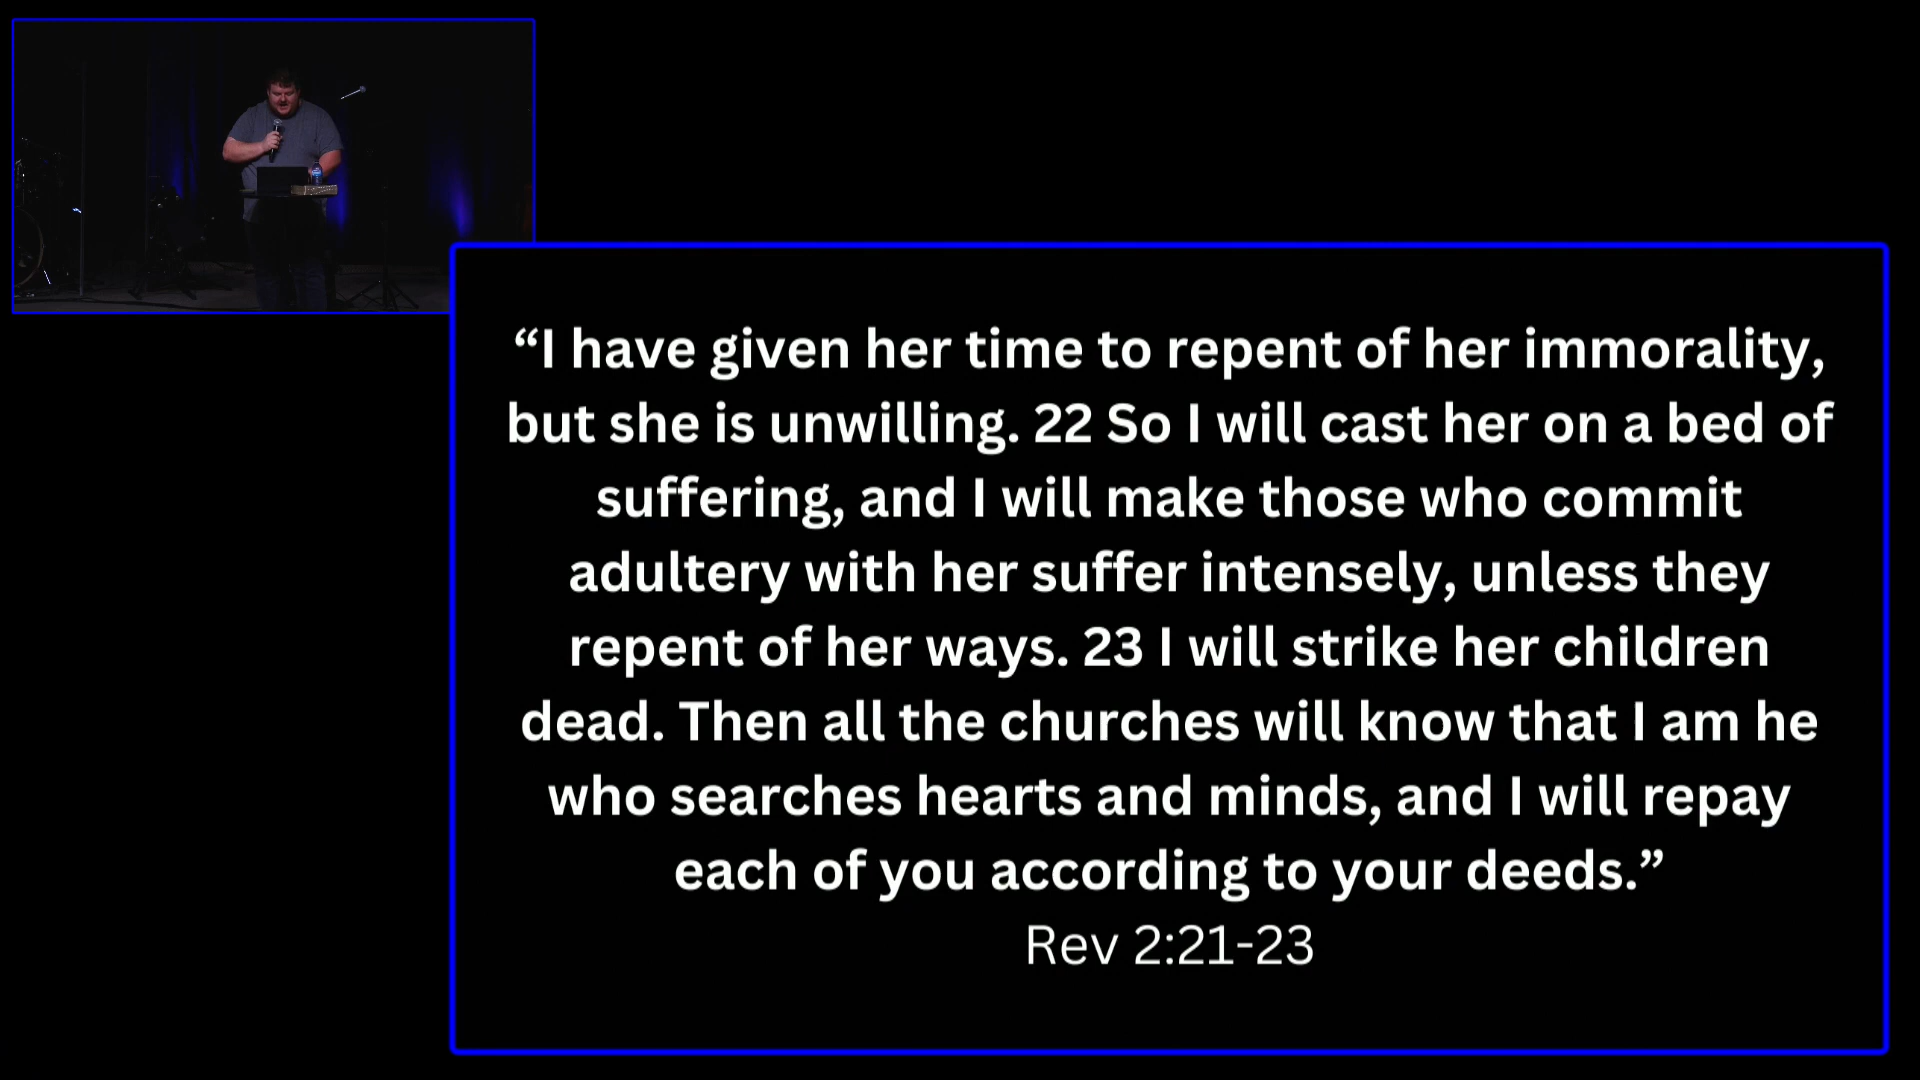 “I have given her time to repent of her immorality,
but she is unwilling. 22 So I will cast her on a bed of
suffering, and I will make those who commit
adultery with her suffer intensely, unless they
repent of her ways. 23 I will strike her children
dead. Then all the churches will know that I am he
who searches hearts and minds, and I will repay
each of you according to your deeds.”
Rev 2:21-23